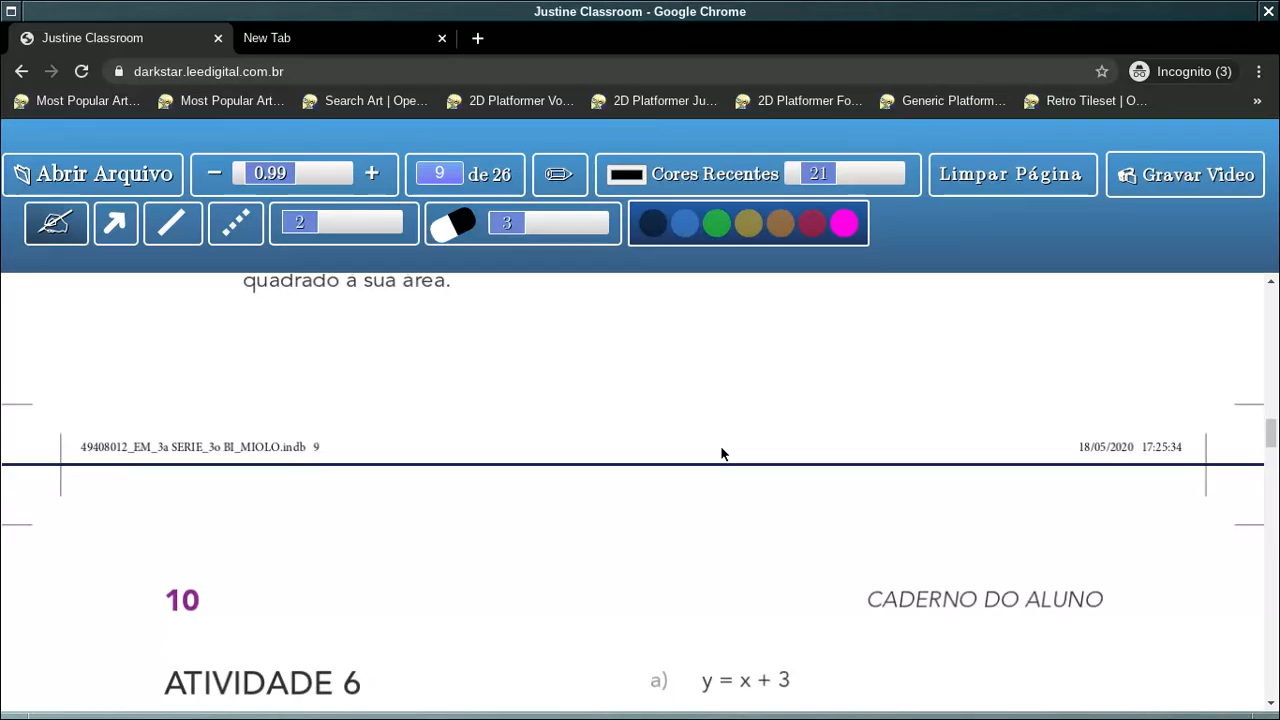 Justine Classroom - Google Chrome
Justine Classroom
New Tab
darkstar.leedigital.com.br
Incognito (3)
Most Popular Art...
Most Popular Art...
Search Art | Ope...
2D Platformer Vo...
2D Platformer Ju...
2D Platformer Fo...
Generic Platform...
Retro Tileset | O...
»
Abrir Arquivo
− 0.99 +
9 de 26
Cores Recentes 21
Limpar Página
Gravar Video
2
3
quadrado à sua área.
49408012_EM_3a SERIE_3o BI_MIOLO.indb 9
18/05/2020 17:25:34
10
CADERNO DO ALUNO
ATIVIDADE 6
a) y = x + 3